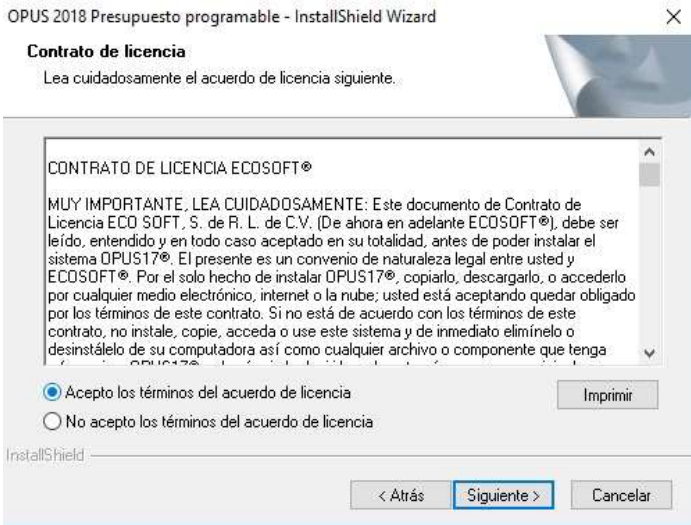 OPUS 2018 Presupuesto programable - InstallShield Wizard
Contrato de licencia
Lea cuidadosamente el acuerdo de licencia siguiente.
CONTRATO DE LICENCIA ECOSOFT®
MUY IMPORTANTE, LEA CUIDADOSAMENTE: Este documento de Contrato de
Licencia ECO SOFT, S. de R. L. de C.V. (De ahora en adelante ECOSOFT®), debe ser
leído, entendido y en todo caso aceptado en su totalidad, antes de poder instalar el
sistema OPUS17®. El presente es un convenio de naturaleza legal entre usted y
ECOSOFT®. Por el solo hecho de instalar OPUS17®, copiarlo, descargarlo, o accederlo
por cualquier medio electrónico, internet o la nube; usted está aceptando quedar obligado
por los términos de este contrato. Si no está de acuerdo con los términos de este
contrato, no instale, copie, acceda o use este sistema y de inmediato elimínelo o
desinstálelo de su computadora así como cualquier archivo o componente que tenga
Acepto los términos del acuerdo de licencia
Imprimir
No acepto los términos del acuerdo de licencia
InstallShield
< Atrás
Siguiente >
Cancelar